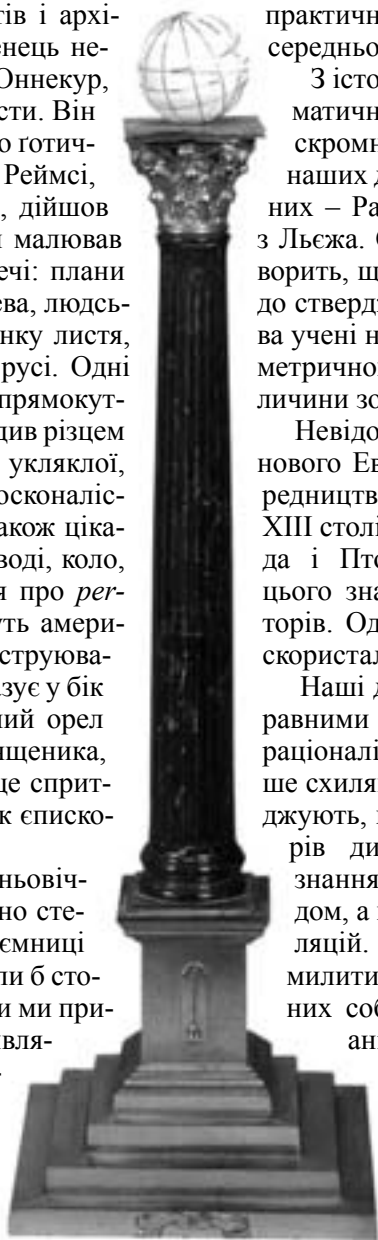 тів і архі-
енець не-
Оннекур,
сти. Він
о ґотич-
Реймсі,
, дійшов
малював
ечі: плани
ева, людсь-
нку листя,
русі. Одні
прямокут-
див різцем
укляклої,
осконаліс-
акож ціка-
воді, коло,
я про per-
уть амери-
струюва-
азує у бік
ний орел
ященика,
це сприт-
к єписко-
ньовіч-
но сте-
ємниці
ли б сто-
и ми при-
вля-
практичн
середньо
З істо
матичн
скромн
наших д
них – Ра
з Льєжа. С
ворить, щ
до стверд
ва учені н
метрично
личини зо
Невідо
нового Ев
редництв
XIII столі
да і Пто
цього зна
торів. Од
скористал
Наші д
равними
раціоналі
ше схиля
джують,
рів ди
знання
дом, а
ляцій.
милити
них соб
ан